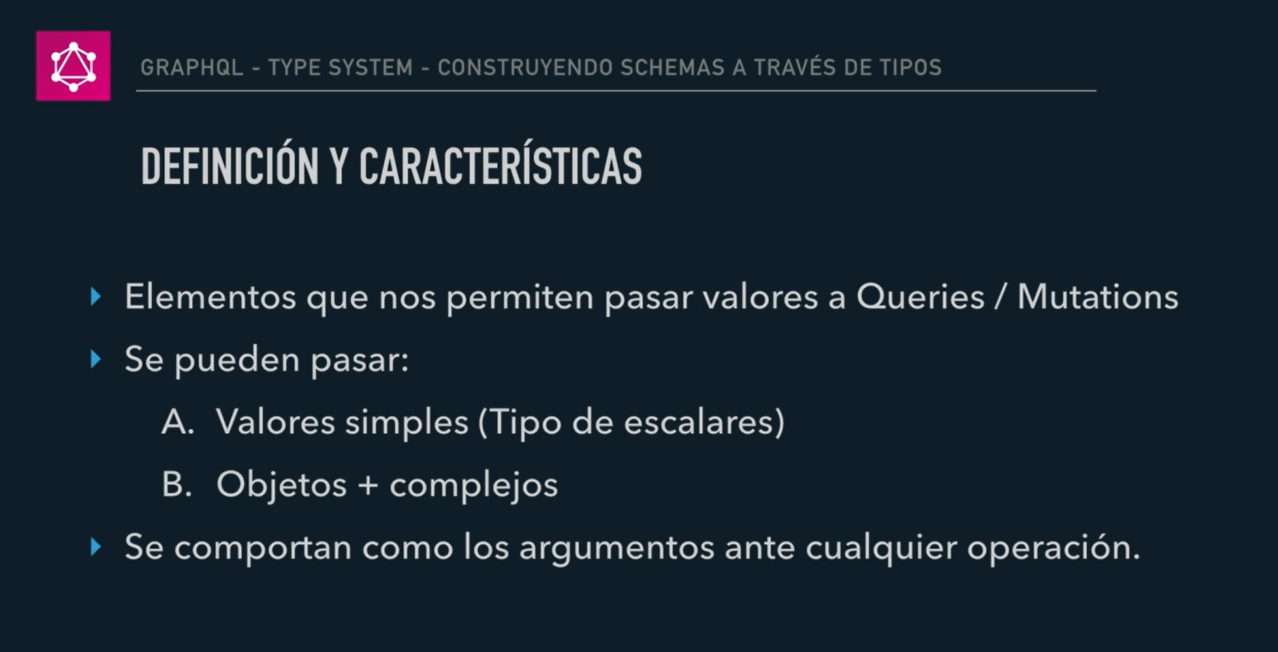 GRAPHQL - TYPE SYSTEM - CONSTRUYENDO SCHEMAS A TRAVÉS DE TIPOS
DEFINICIÓN Y CARACTERÍSTICAS
Elementos que nos permiten pasar valores a Queries / Mutations
Se pueden pasar:
A. Valores simples (Tipo de escalares)
B. Objetos + complejos
Se comportan como los argumentos ante cualquier operación.